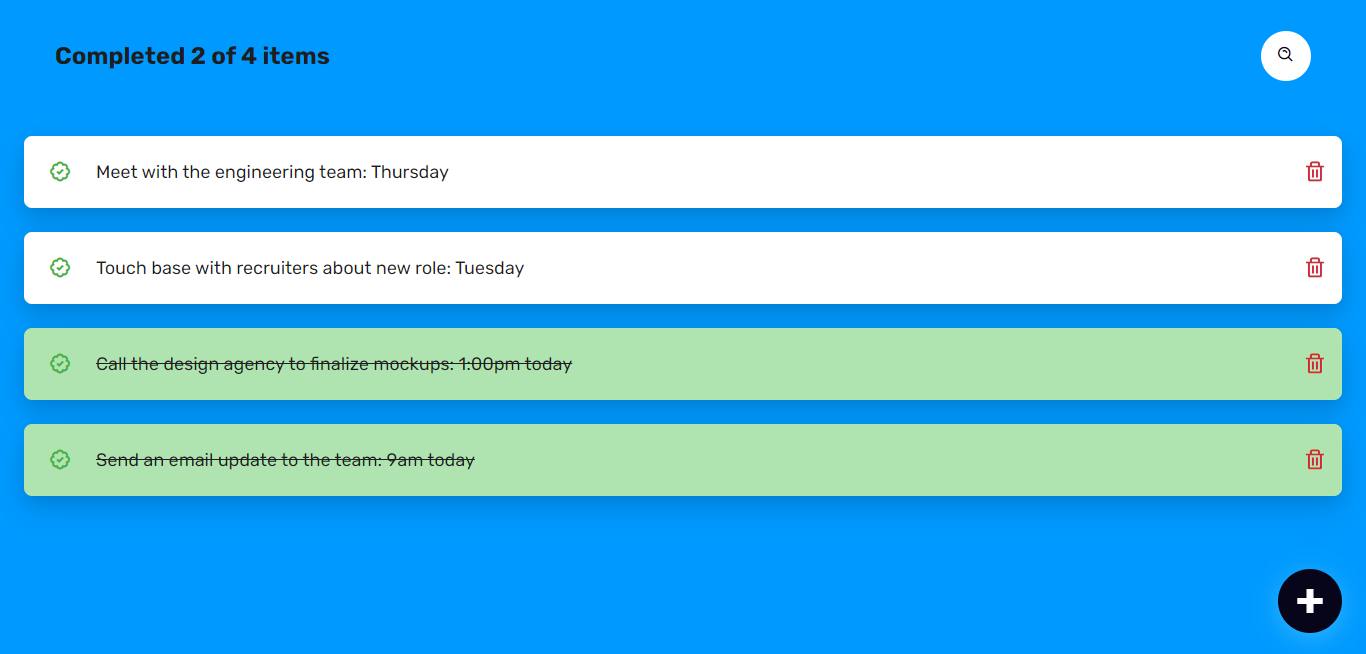 Completed 2 of 4 items
Meet with the engineering team: Thursday
Touch base with recruiters about new role: Tuesday
Call the design agency to finalize mockups: 1:00pm today
Send an email update to the team: 9am today